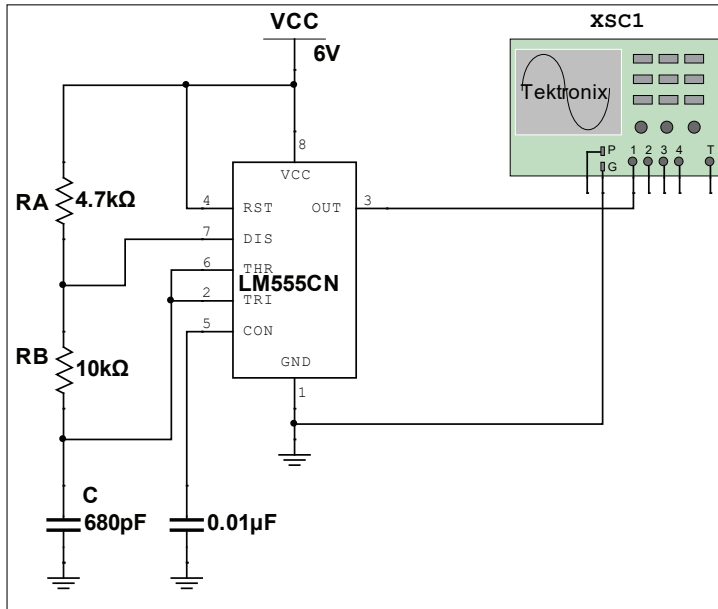 VCC
6V
XSC1
Tektronix
P
G
1
2
3
4
T
8
VCC
RA
4.7kΩ
4
RST
OUT
3
7
DIS
6
THR
LM555CN
2
TRI
5
CON
RB
10kΩ
GND
1
C
680pF
0.01µF